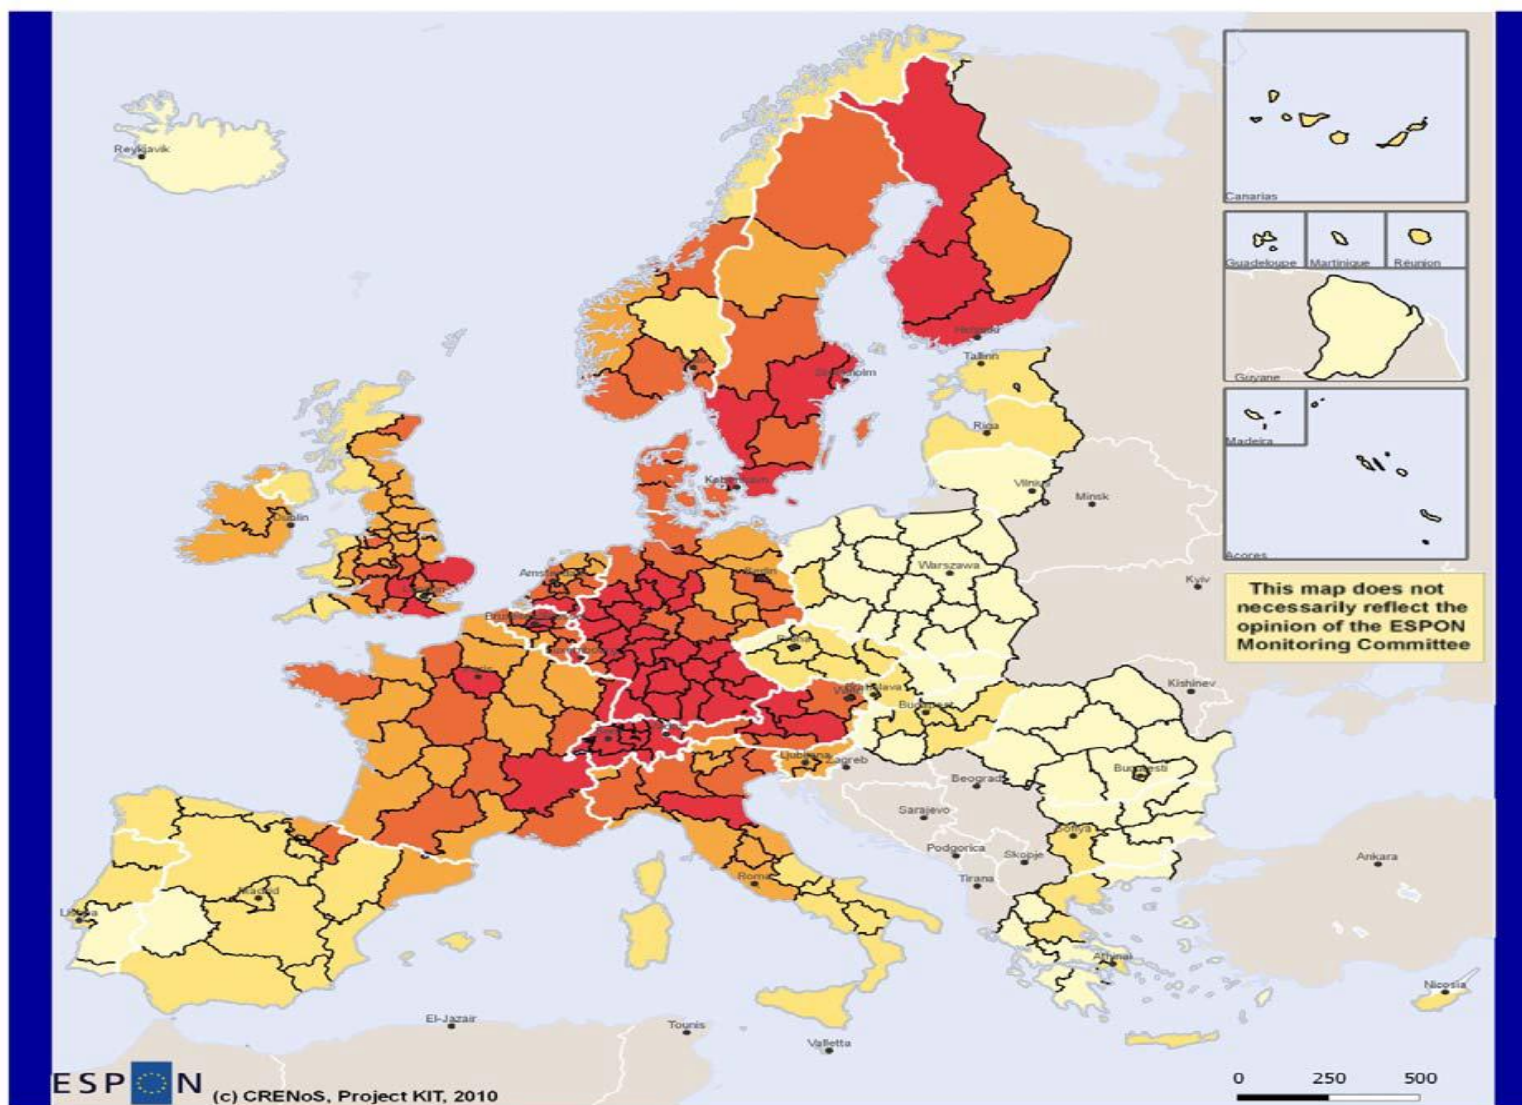 Reykjavik
Canarias
Guadeloupe
Martinique
Réunion
Guyane
Helsinki
Tallinn
Stockholm
Riga
Madeira
København
Vilnius
Minsk
Dublin
Acores
Amsterdam
Berlin
Warszawa
Kyiv
This map does not
necessarily reflect the
opinion of the ESPON
Monitoring Committee
Praha
Paris
Kishinev
Bratislava
Budapest
Ljubljana
Zagreb
Bucuresti
Beograd
Sarajevo
Sofiya
Podgorica
Skopje
Ankara
Tirana
Roma
Madrid
Lisboa
Athinai
Nicosia
El-Jazair
Tounis
Valletta
ESPON
(c) CRENoS, Project KIT, 2010
0 250 500